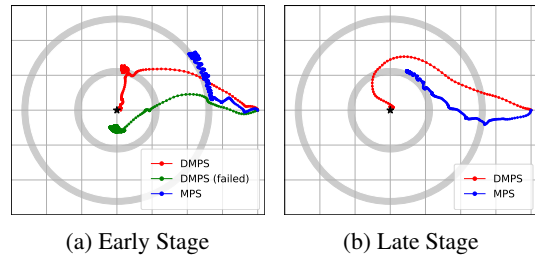 DMPS
DMPS (failed)
MPS
DMPS
MPS
(a) Early Stage
(b) Late Stage